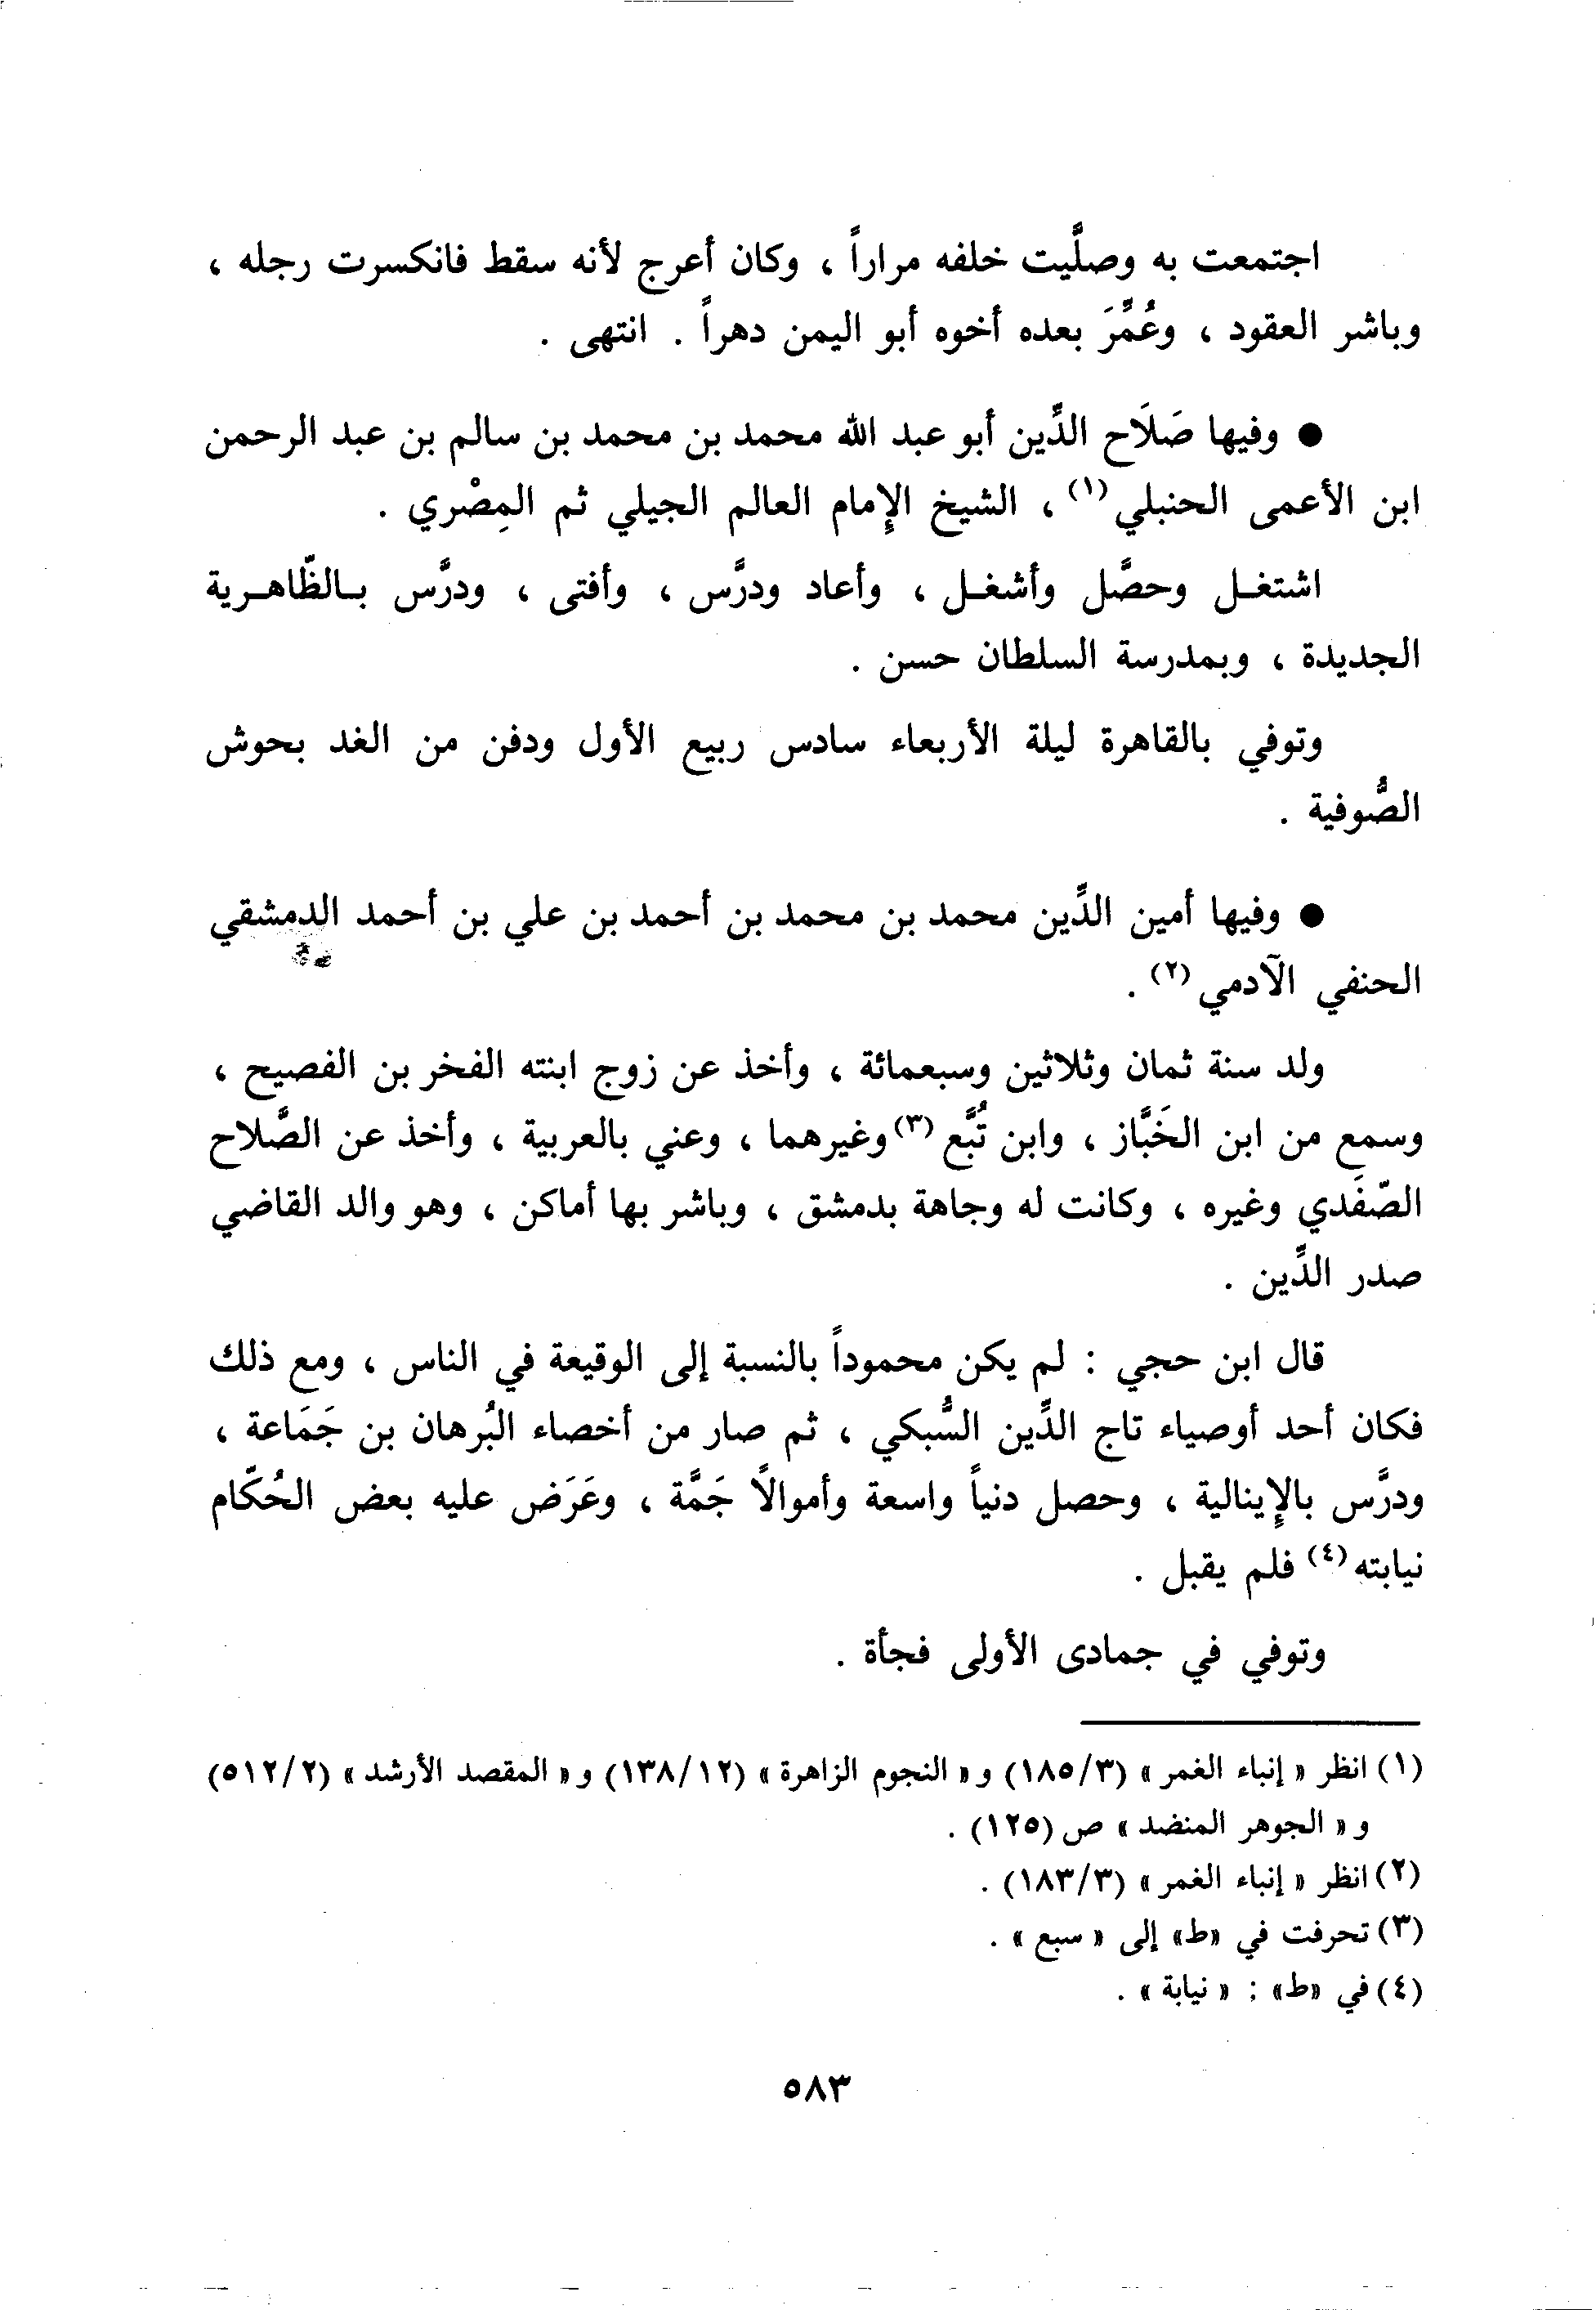 اجتمعت به وصلَّيت خلفه مراراً ، وكان أعرج لأنه سقط فانكسرت رجله ،
وباشر العقود ، وعُمِّرَ بعده أخوه أبو اليمن دهراً . انتهى .
● وفيها صَلَاح الدِّين أبو عبد الله محمد بن محمد بن سالم بن عبد الرحمن
ابن الأعمى الحنبلي (١) ، الشيخ الإمام العالم الجيلي ثم المِصْري .
اشتغـل وحصَّل وأشغـل ، وأعاد ودرَّس ، وأفتى ، ودرَّس بـالظّاهـرية
الجديدة ، وبمدرسة السلطان حسن .
وتوفي بالقاهرة ليلة الأربعاء سادس ربيع الأول ودفن من الغد بحوش
الصُّوفية .
● وفيها أمين الدِّين محمد بن محمد بن أحمد بن علي بن أحمد الدمشقي
الحنفي الآدمي (٢) .
ولد سنة ثمان وثلاثين وسبعمائة ، وأخذ عن زوج ابنته الفخر بن الفصيح ،
وسمع من ابن الخَبَّاز ، وابن تُبَّع (٣) وغيرهما ، وعني بالعربية ، وأخذ عن الصَّلاح
الصّفَدي وغيره ، وكانت له وجاهة بدمشق ، وباشر بها أماكن ، وهو والد القاضي
صدر الدِّين .
قال ابن حجي : لم يكن محموداً بالنسبة إلى الوقيعة في الناس ، ومع ذلك
فكان أحد أوصياء تاج الدِّين السُّبكي ، ثم صار من أخصاء البُرهان بن جَمَاعة ،
ودرَّس بالإينالية ، وحصل دنياً واسعة وأموالاً جَمَّة ، وعَرَض عليه بعض الحُكّام
نيابته (٤) فلم يقبل .
وتوفي في جمادى الأولى فجأة .
(١) انظر « إنباء الغمر » (١٨٥/٣) و « النجوم الزاهرة » (١٣٨/١٢) و « المقصد الأرشد » (٥١٢/٢)
و « الجوهر المنضد » ص (١٢٥) .
(٢) انظر « إنباء الغمر » (١٨٣/٣) .
(٣) تحرفت في «ط» إلى « سبع » .
(٤) في «ط» : « نيابة » .
٥٨٣